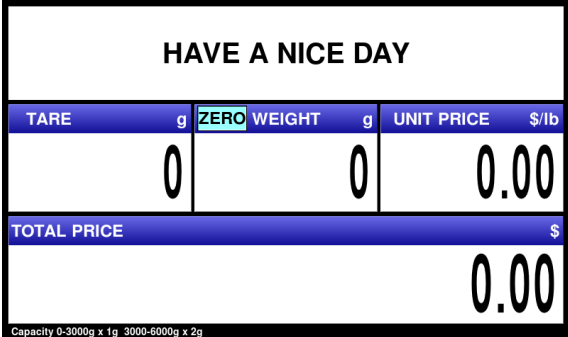 HAVE A NICE DAY
TARE g ZERO WEIGHT g UNIT PRICE $/lb
0 0 0.00
TOTAL PRICE $
0.00
Capacity 0-3000g x 1g 3000-6000g x 2g